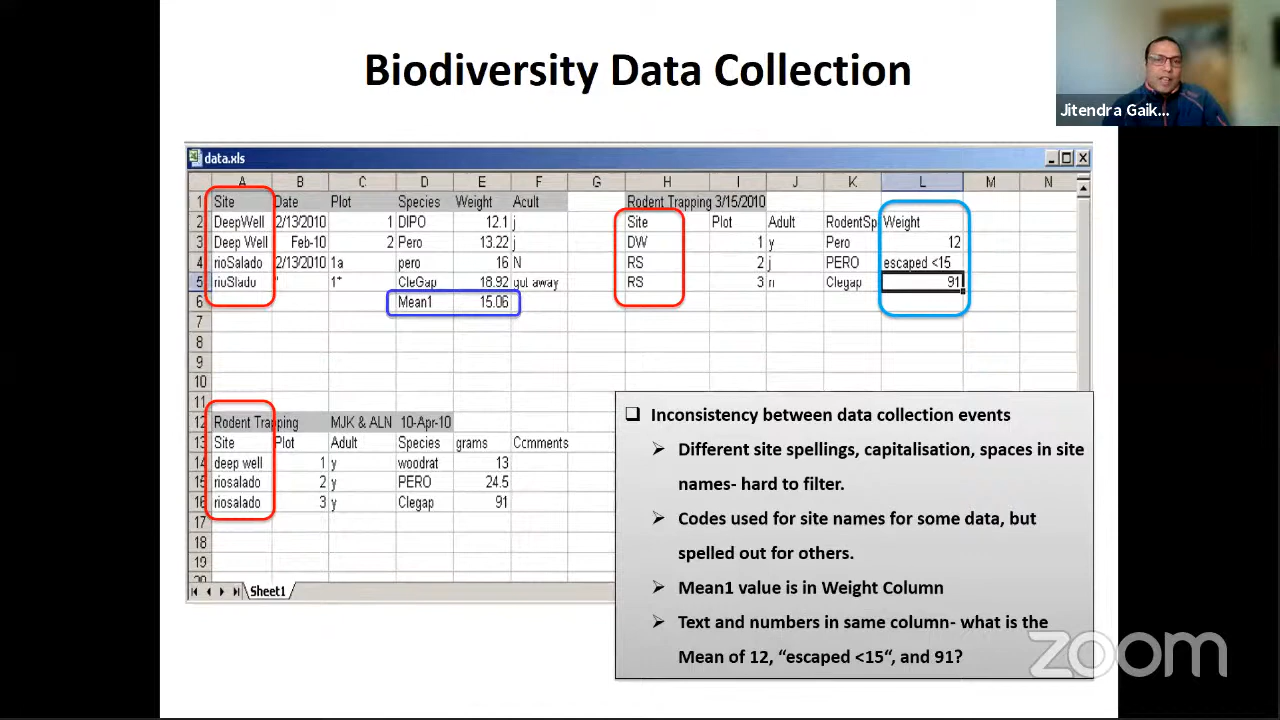 Biodiversity Data Collection
Jitendra Gaik...
data.xls
A B C D E F G H I J K L M N
1 Site Date Plot Species Weight Acult Rodent Trapping 3/15/2010
2 DeepWell 2/13/2010 1 DIPO 12.1 j Site Plot Adult RodentSp Weight
3 Deep Well Feb-10 2 Pero 13.22 j DW 1 y Pero 12
4 rioSalado 2/13/2010 1a pero 16 N RS 2 j PERO escaped <15
5 riuSlado 1* CleGap 18.92 gut away RS 3 n Clegap 91
6 Mean1 15.06
7
8
9
10
11
12 Rodent Trapping MJK & ALN 10-Apr-10
13 Site Plot Adult Species grams Ccmments
14 deep well 1 y woodrat 13
15 riosalado 2 y PERO 24.5
16 riosalado 3 y Clegap 91
17
18
19
20
Sheet1
Inconsistency between data collection events
Different site spellings, capitalisation, spaces in site
names- hard to filter.
Codes used for site names for some data, but
spelled out for others.
Mean1 value is in Weight Column
Text and numbers in same column- what is the
Mean of 12, “escaped <15“, and 91?
zoom